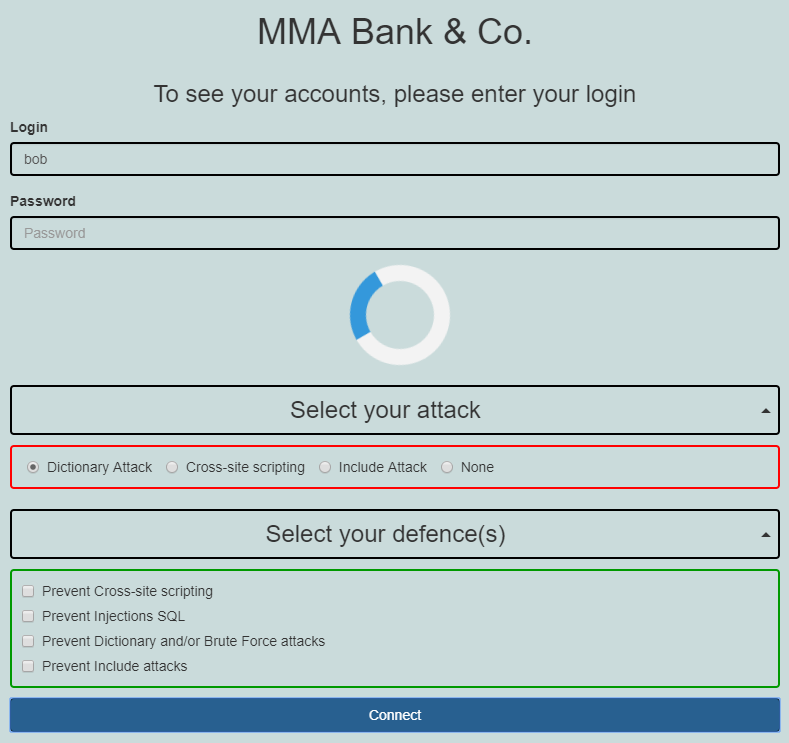 MMA Bank & Co.
To see your accounts, please enter your login
Login
bob
Password
Password
Select your attack
Dictionary Attack Cross-site scripting Include Attack None
Select your defence(s)
Prevent Cross-site scripting
Prevent Injections SQL
Prevent Dictionary and/or Brute Force attacks
Prevent Include attacks
Connect